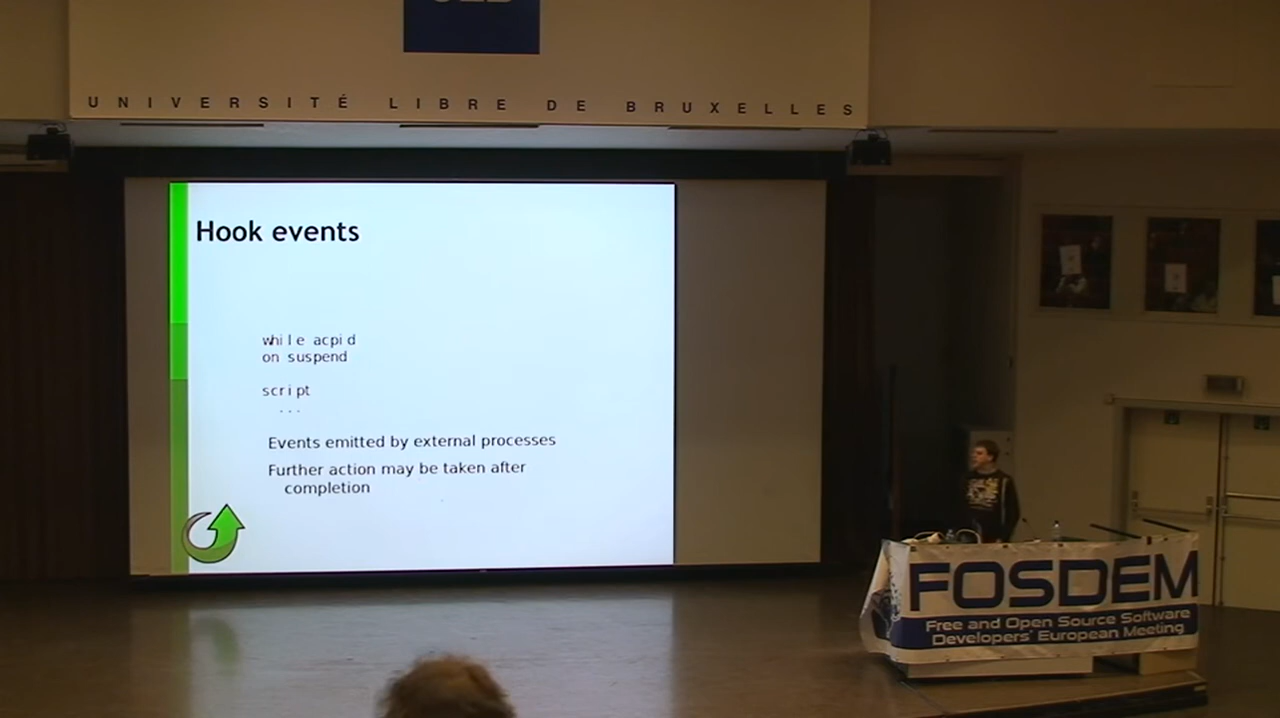 UNIVERSITÉ LIBRE DE BRUXELLES
Hook events
while acpid
on suspend
script
...
Events emitted by external processes
Further action may be taken after
completion
FOSDEM
Free and Open Source Software
Developers' European Meeting